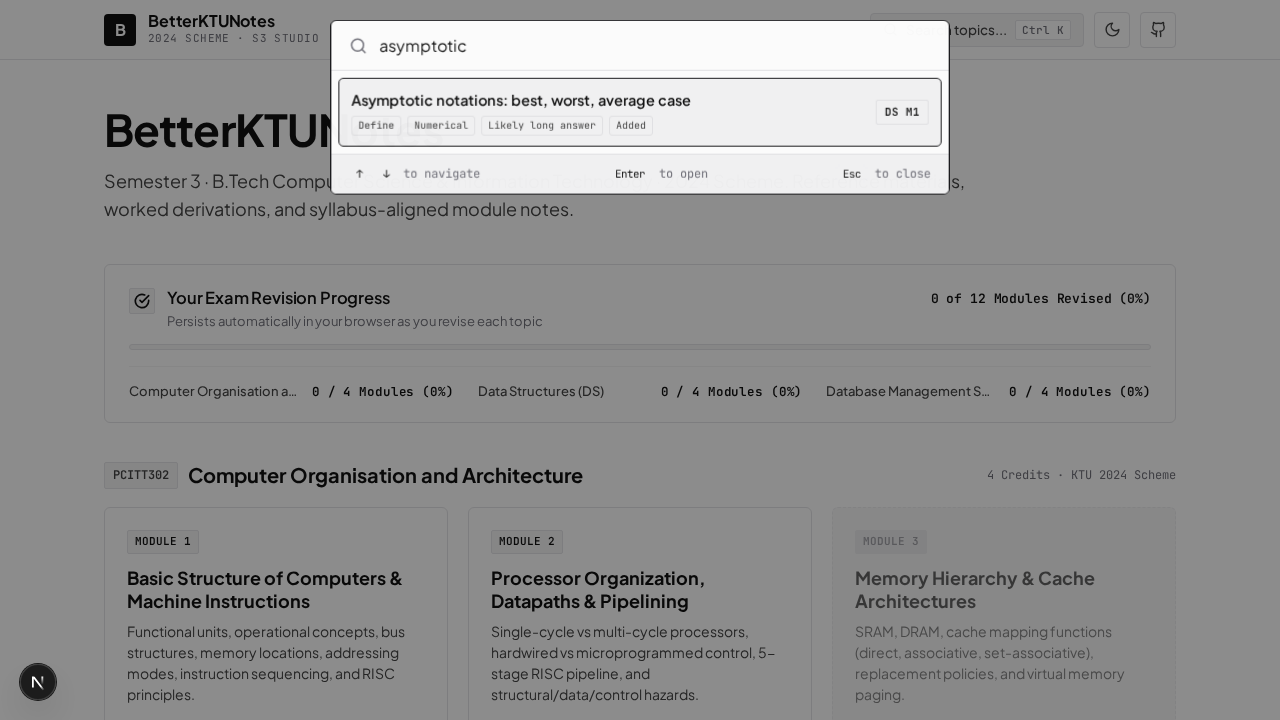 B
BetterKTUNotes
2024 SCHEME · S3 STUDIO
topics...
Ctrl K
asymptotic
Asymptotic notations: best, worst, average case
Define
Numerical
Likely long answer
Added
DS M1
↑ ↓ to navigate
Enter to open
Esc to close
BetterKTUN
Semester 3 · B.Tech Compu
worked derivations, and syllabus-aligned module notes.
Your Exam Revision Progress
0 of 12 Modules Revised (0%)
Persists automatically in your browser as you revise each topic
Computer Organisation a... 0 / 4 Modules (0%)
Data Structures (DS) 0 / 4 Modules (0%)
Database Management S... 0 / 4 Modules (0%)
PCITT302 Computer Organisation and Architecture
4 Credits · KTU 2024 Scheme
MODULE 1
Basic Structure of Computers &
Machine Instructions
Functional units, operational concepts, bus
structures, memory locations, addressing
modes, instruction sequencing, and RISC
principles.
MODULE 2
Processor Organization,
Datapaths & Pipelining
Single-cycle vs multi-cycle processors,
hardwired vs microprogrammed control, 5–
stage RISC pipeline, and
structural/data/control hazards.
MODULE 3
Memory Hierarchy & Cache
Architectures
SRAM, DRAM, cache mapping functions
(direct, associative, set-associative),
replacement policies, and virtual memory
paging.
N